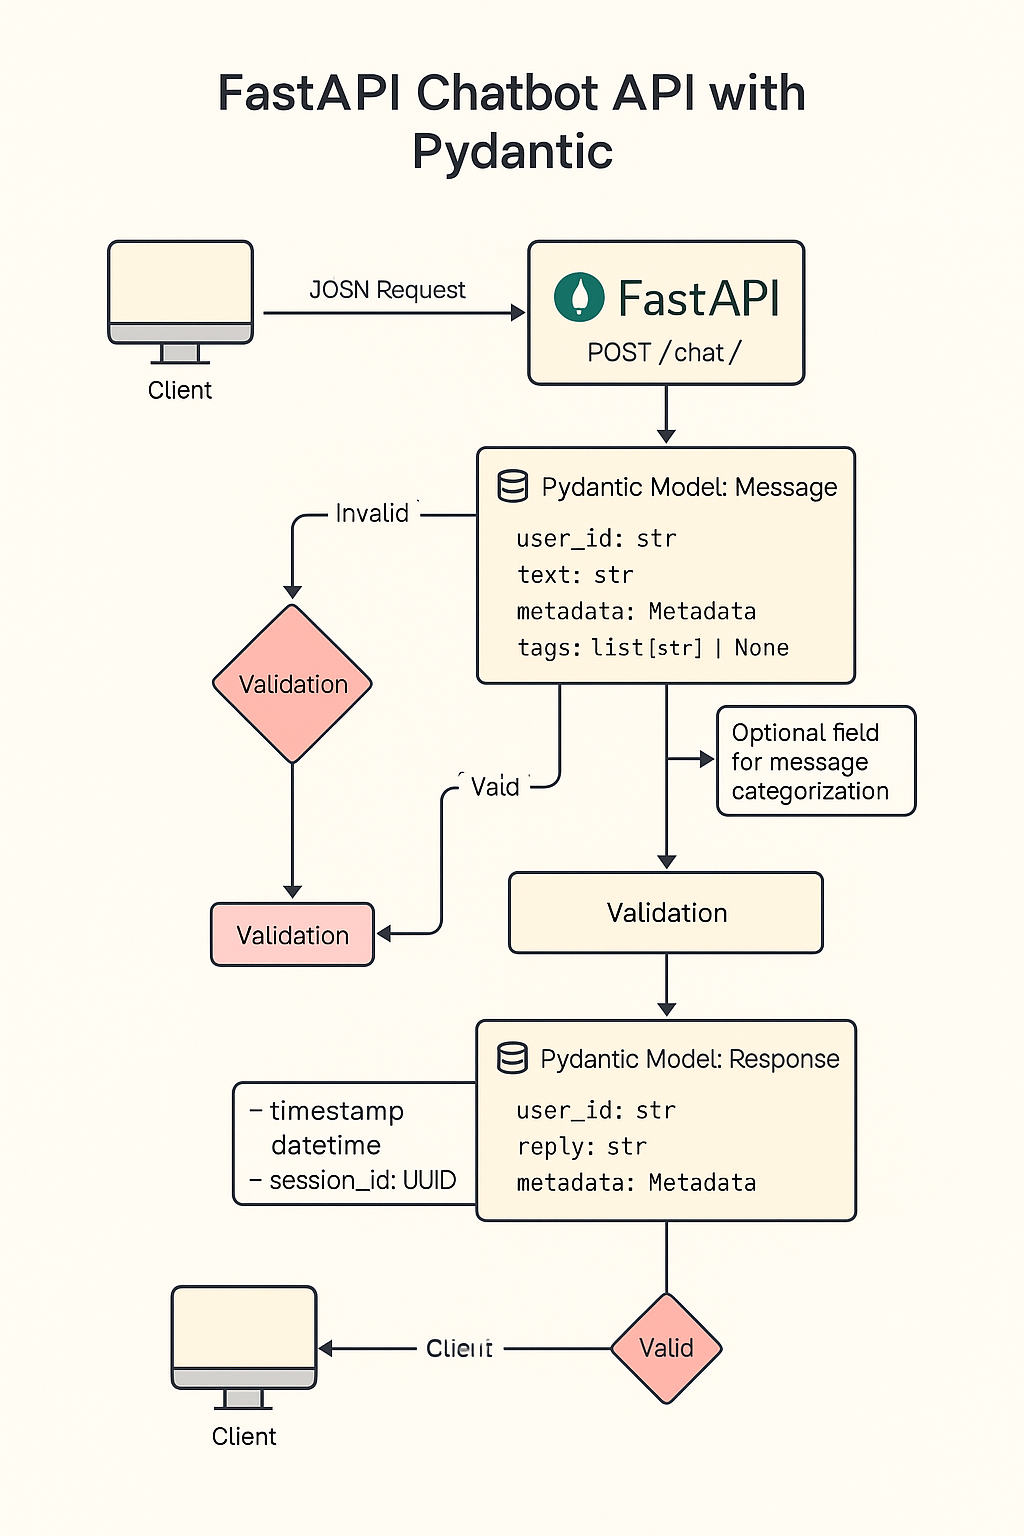 FastAPI Chatbot API with
Pydantic
JOSN Request
Client
FastAPI
POST /chat/
Pydantic Model: Message
user_id: str
text: str
metadata: Metadata
tags: list[str] | None
Invalid
Validation
Optional field
for message
categorization
Vaid
Validation
Validation
Pydantic Model: Response
user_id: str
reply: str
metadata: Metadata
– timestamp
datetime
– session_id: UUID
Valid
Client
Client